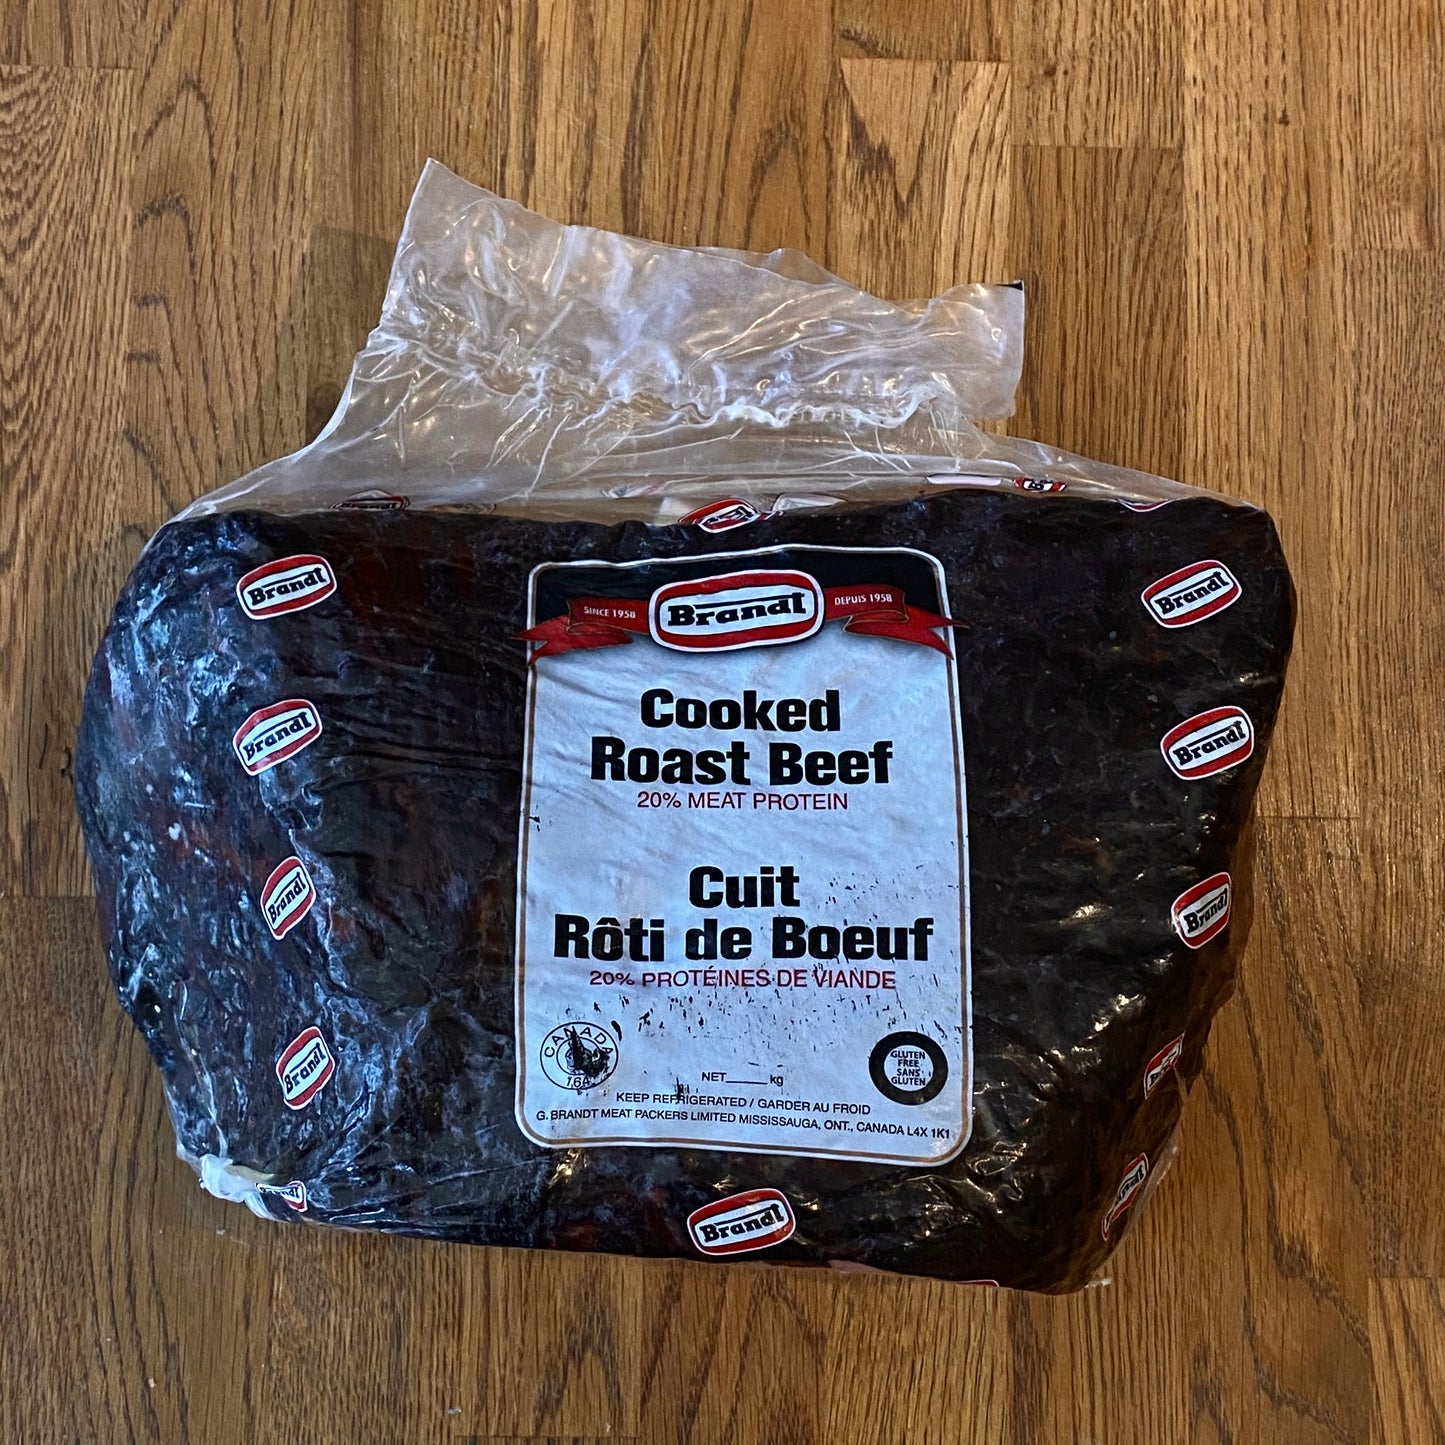 Brandt
Brandt
Brandt
SINCE 1958
Brandt
DEPUIS 1958
Cooked
Roast Beef
20% MEAT PROTEIN
Cuit
Rôti de Boeuf
20% PROTÉINES DE VIANDE
CANADA
164
GLUTEN
FREE
SANS
GLUTEN
NET_____kg
KEEP REFRIGERATED / GARDER AU FROID
G. BRANDT MEAT PACKERS LIMITED MISSISSAUGA, ONT., CANADA L4X 1K1
Brandt
Brandt
Brandt
Brandt
Brandt
Brandt
Brandt